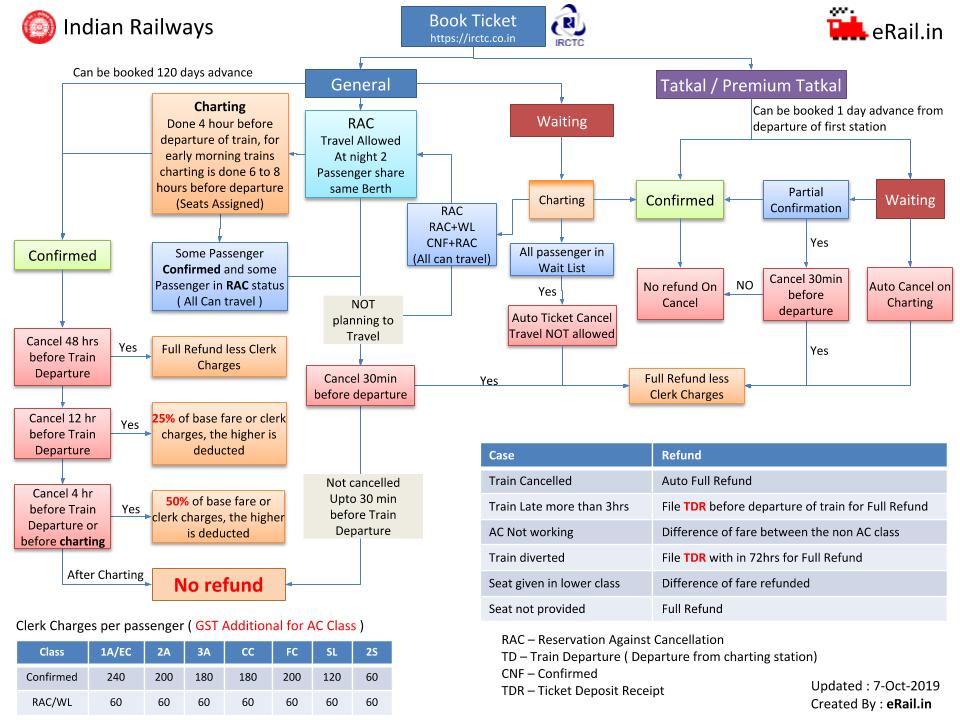 Indian Railways
Book Ticket
https://irctc.co.in
IRCTC
eRail.in
Can be booked 120 days advance
General
Tatkal / Premium Tatkal
Can be booked 1 day advance from
departure of first station
Charting
Done 4 hour before
departure of train, for
early morning trains
charting is done 6 to 8
hours before departure
(Seats Assigned)
RAC
Travel Allowed
At night 2
Passenger share
same Berth
Waiting
Charting
Confirmed
Partial
Confirmation
Waiting
RAC
RAC+WL
CNF+RAC
(All can travel)
Confirmed
Some Passenger
Confirmed and some
Passenger in RAC status
( All Can travel )
All passenger in
Wait List
Yes
Yes
No refund On
Cancel
NO
Cancel 30min
before
departure
Auto Cancel on
Charting
NOT
planning to
Travel
Auto Ticket Cancel
Travel NOT allowed
Cancel 48 hrs
before Train
Departure
Yes
Full Refund less Clerk
Charges
Yes
Cancel 30min
before departure
Yes
Full Refund less
Clerk Charges
Cancel 12 hr
before Train
Departure
Yes
25% of base fare or clerk
charges, the higher is
deducted
Cancel 4 hr
before Train
Departure or
before charting
Yes
50% of base fare or
clerk charges, the higher
is deducted
Not cancelled
Upto 30 min
before Train
Departure
After Charting
No refund
Case Refund
Train Cancelled Auto Full Refund
Train Late more than 3hrs File TDR before departure of train for Full Refund
AC Not working Difference of fare between the non AC class
Train diverted File TDR with in 72hrs for Full Refund
Seat given in lower class Difference of fare refunded
Seat not provided Full Refund
Clerk Charges per passenger ( GST Additional for AC Class )
Class 1A/EC 2A 3A CC FC SL 2S
Confirmed 240 200 180 180 200 120 60
RAC/WL 60 60 60 60 60 60 60
RAC – Reservation Against Cancellation
TD – Train Departure ( Departure from charting station)
CNF – Confirmed
TDR – Ticket Deposit Receipt
Updated : 7-Oct-2019
Created By : eRail.in